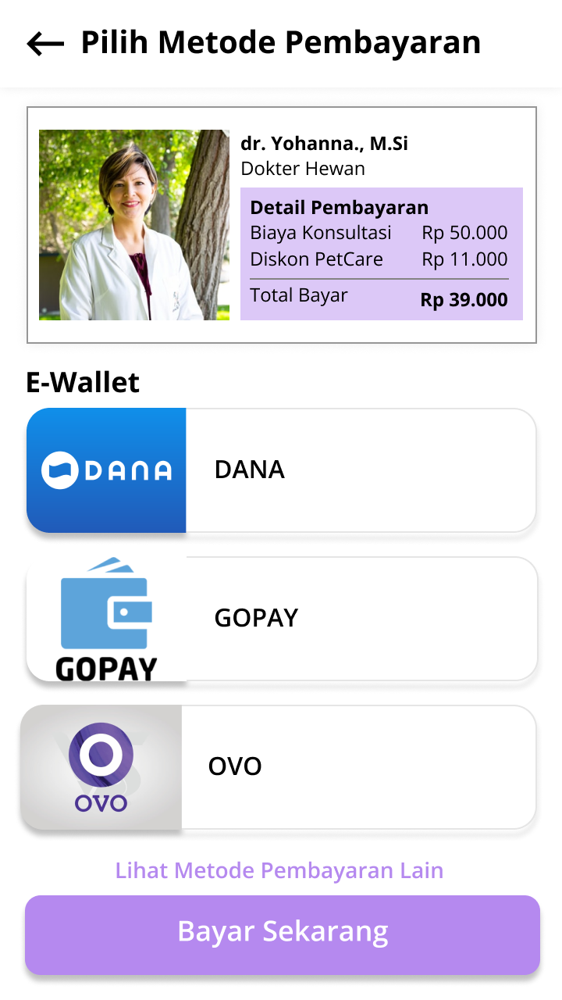 Pilih Metode Pembayaran
dr. Yohanna., M.Si
Dokter Hewan
Detail Pembayaran
Biaya Konsultasi Rp 50.000
Diskon PetCare Rp 11.000
Total Bayar Rp 39.000
E-Wallet
DANA DANA
GOPAY
GOPAY
OVO
OVO
Lihat Metode Pembayaran Lain
Bayar Sekarang